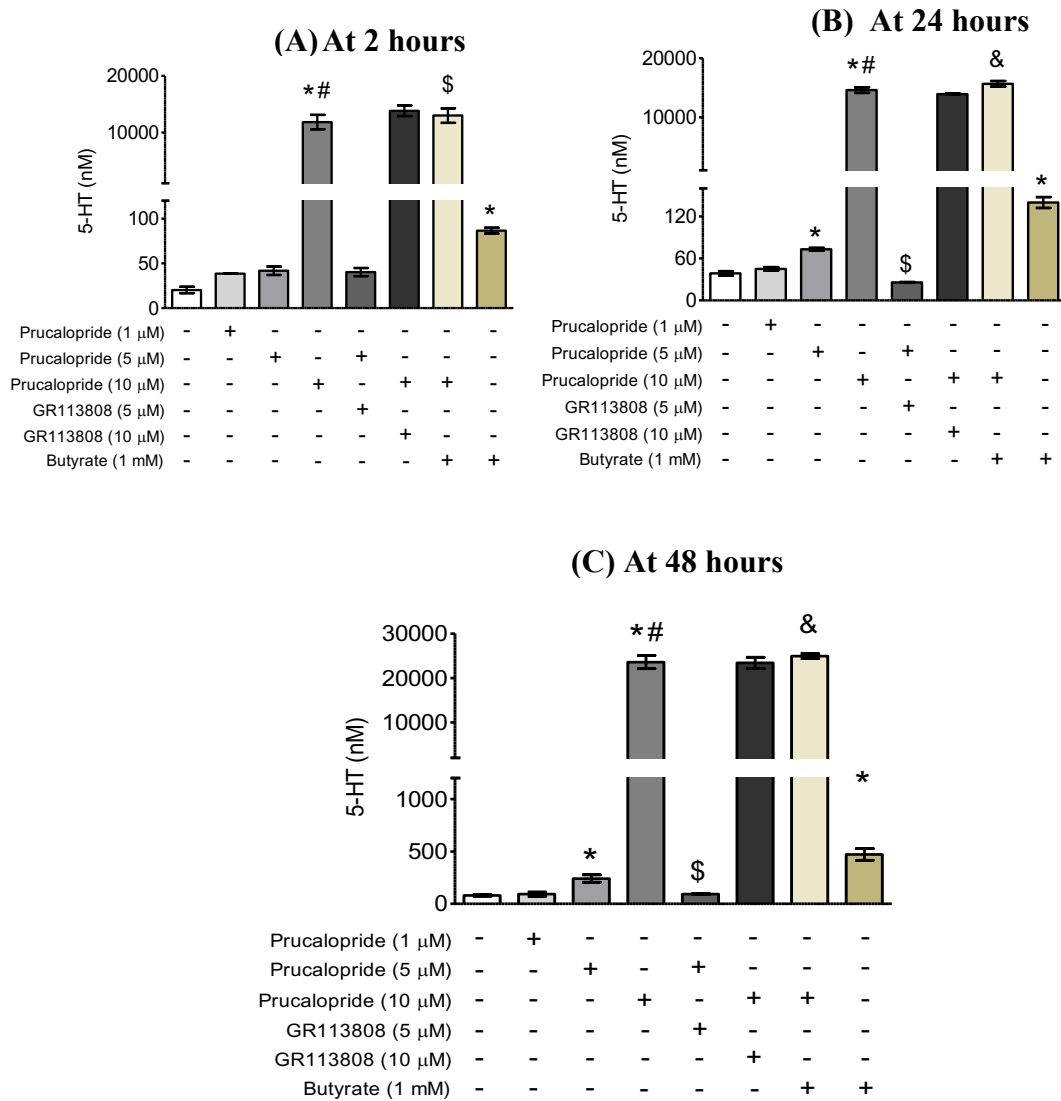 (A) At 2 hours
*#
$
*
20000
10000
100
50
0
5-HT (nM)
Prucalopride (1 μM) - + - - - - - -
Prucalopride (5 μM) - - + - + - - -
Prucalopride (10 μM) - - - + - + + -
GR113808 (5 μM) - - - - + - - -
GR113808 (10 μM) - - - - - + - -
Butyrate (1 mM) - - - - - - + +
(B) At 24 hours
*
*#
$
&
*
20000
10000
120
60
0
5-HT (nM)
Prucalopride (1 μM) - + - - - - - -
Prucalopride (5 μM) - - + - + - - -
Prucalopride (10 μM) - - - + - + + -
GR113808 (5 μM) - - - - + - - -
GR113808 (10 μM) - - - - - + - -
Butyrate (1 mM) - - - - - - + +
(C) At 48 hours
*
*#
$
&
*
30000
20000
10000
1000
500
0
5-HT (nM)
Prucalopride (1 μM) - + - - - - - -
Prucalopride (5 μM) - - + - + - - -
Prucalopride (10 μM) - - - + - + + -
GR113808 (5 μM) - - - - + - - -
GR113808 (10 μM) - - - - - + - -
Butyrate (1 mM) - - - - - - + +